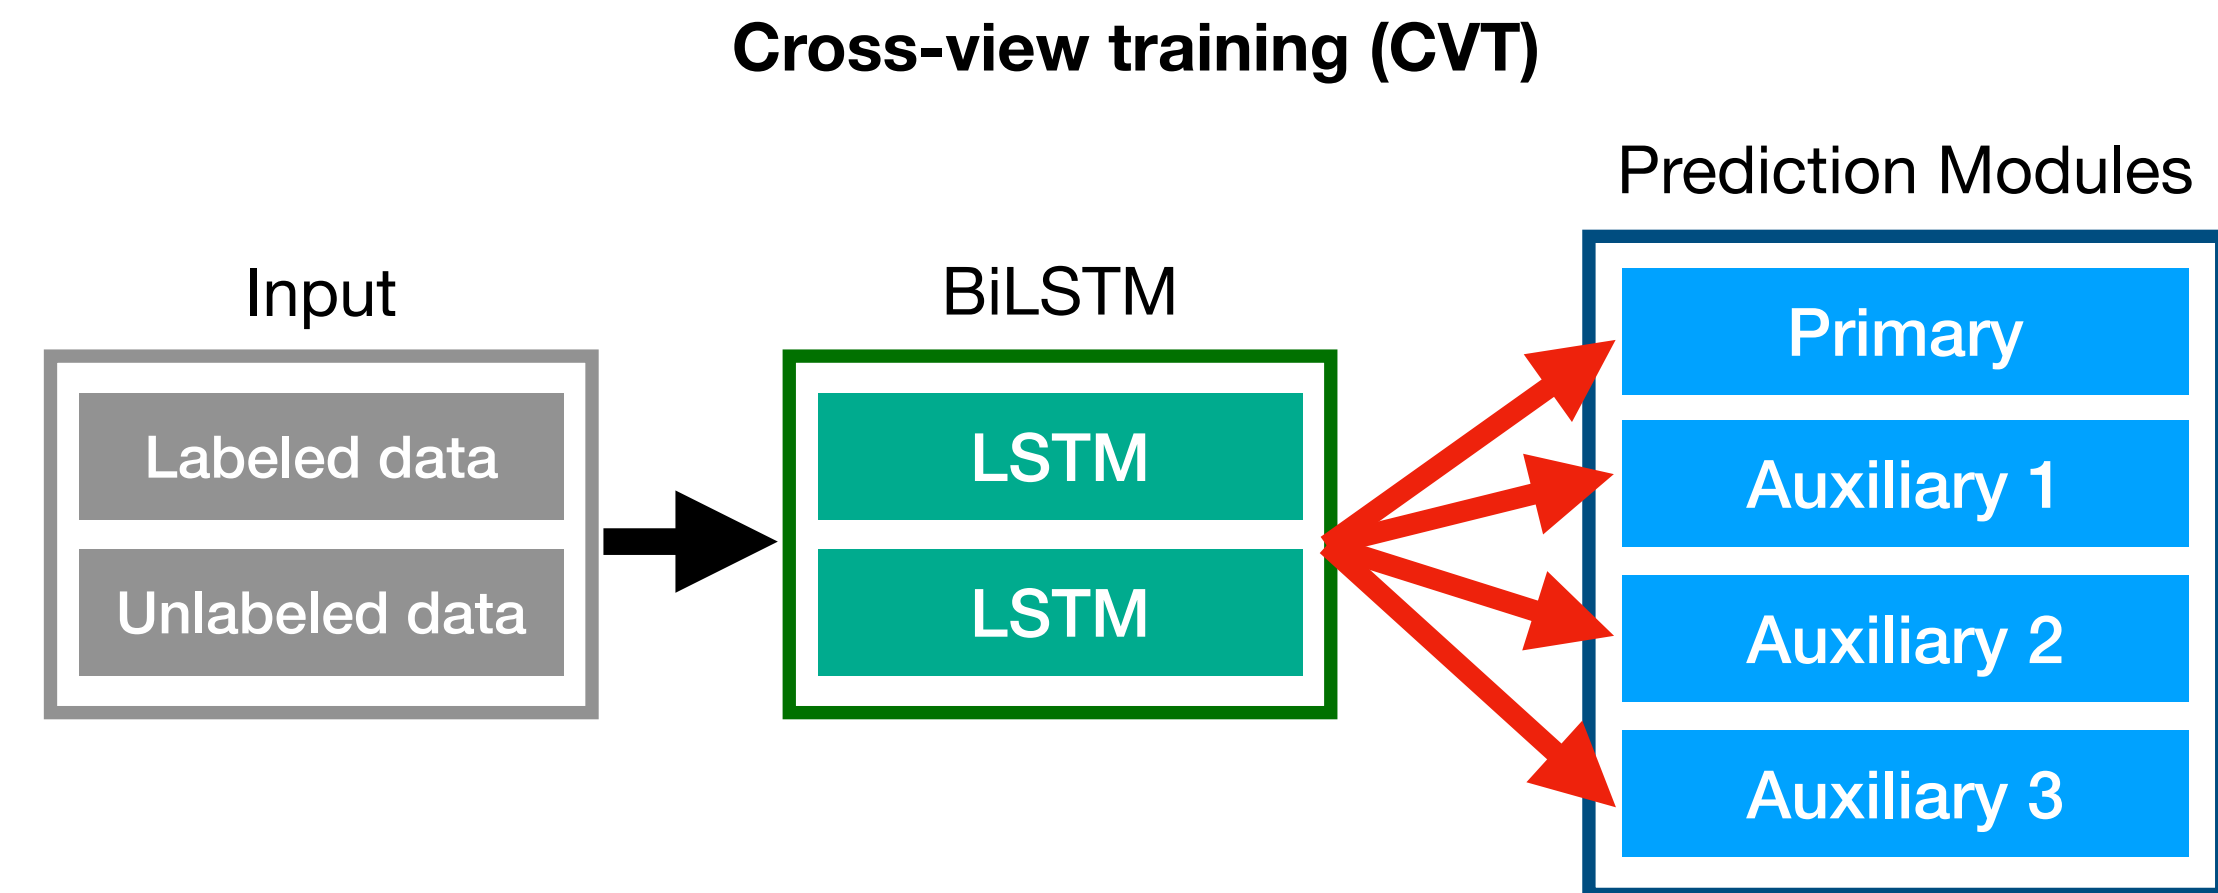 Cross-view training (CVT)
Input
Labeled data
Unlabeled data
BiLSTM
LSTM
LSTM
Prediction Modules
Primary
Auxiliary 1
Auxiliary 2
Auxiliary 3